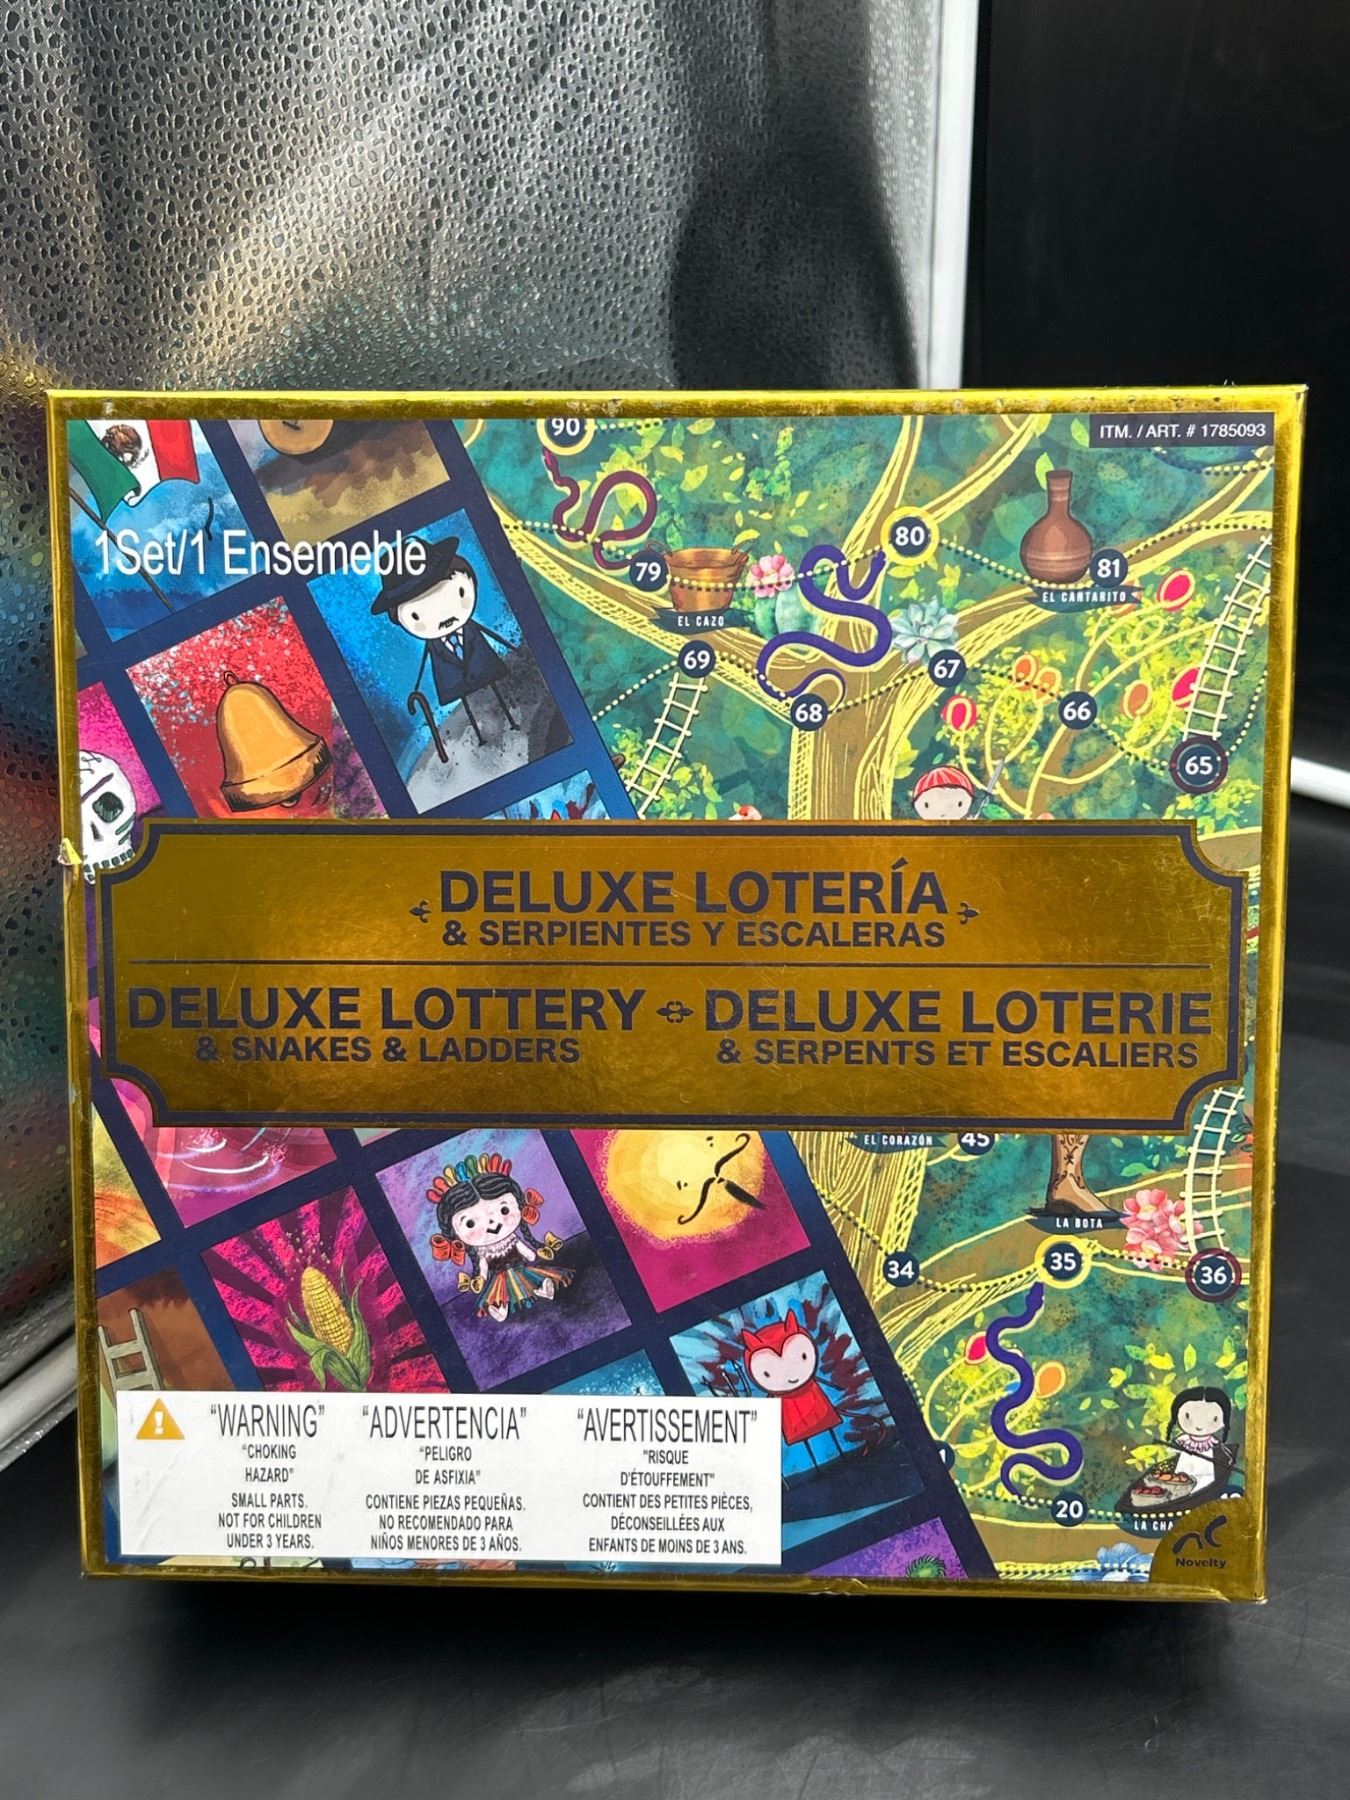 ITM. / ART. # 1785093
90
1Set/1 Ensemeble
80
79
81
EL CANTARITO
EL CAZO
69
67
68
66
65
DELUXE LOTERÍA
& SERPIENTES Y ESCALERAS
DELUXE LOTTERY
& SNAKES & LADDERS
DELUXE LOTERIE
& SERPENTS ET ESCALIERS
EL CORAZÓN
45
LA BOTA
34
35
36
20
LA CHA
"WARNING"
"CHOKING
HAZARD"
SMALL PARTS.
NOT FOR CHILDREN
UNDER 3 YEARS.
"ADVERTENCIA"
"PELIGRO
DE ASFIXIA"
CONTIENE PIEZAS PEQUEÑAS.
NO RECOMENDADO PARA
NIÑOS MENORES DE 3 AÑOS.
"AVERTISSEMENT"
"RISQUE
D'ÉTOUFFEMENT"
CONTIENT DES PETITES PIÈCES,
DÉCONSEILLÉES AUX
ENFANTS DE MOINS DE 3 ANS.
Novelty